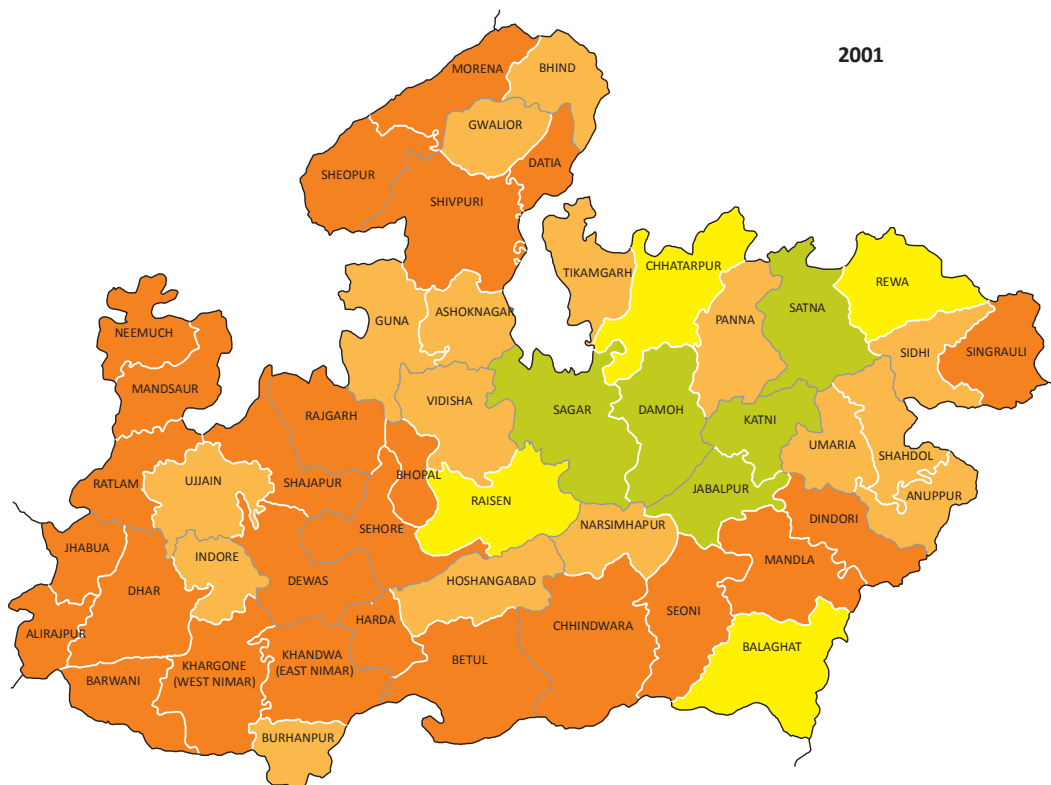 2001
MORENA
BHIND
GWALIOR
DATIA
SHEOPUR
SHIVPURI
TIKAMGARH
CHHATARPUR
REWA
PANNA
SATNA
GUNA
ASHOKNAGAR
NEEMUCH
SIDHI
SINGRAULI
MANDSAUR
VIDISHA
SAGAR
DAMOH
RAJGARH
KATNI
UMARIA
SHAHDOL
RATLAM
UJJAIN
SHAJAPUR
BHOPAL
RAISEN
JABALPUR
ANUPPUR
DINDORI
SEHORE
NARSIMHAPUR
JHABUA
INDORE
MANDLA
DHAR
DEWAS
HOSHANGABAD
ALIRAJPUR
HARDA
CHHINDWARA
SEONI
BALAGHAT
BARWANI
KHARGONE
(WEST NIMAR)
KHANDWA
(EAST NIMAR)
BETUL
BURHANPUR